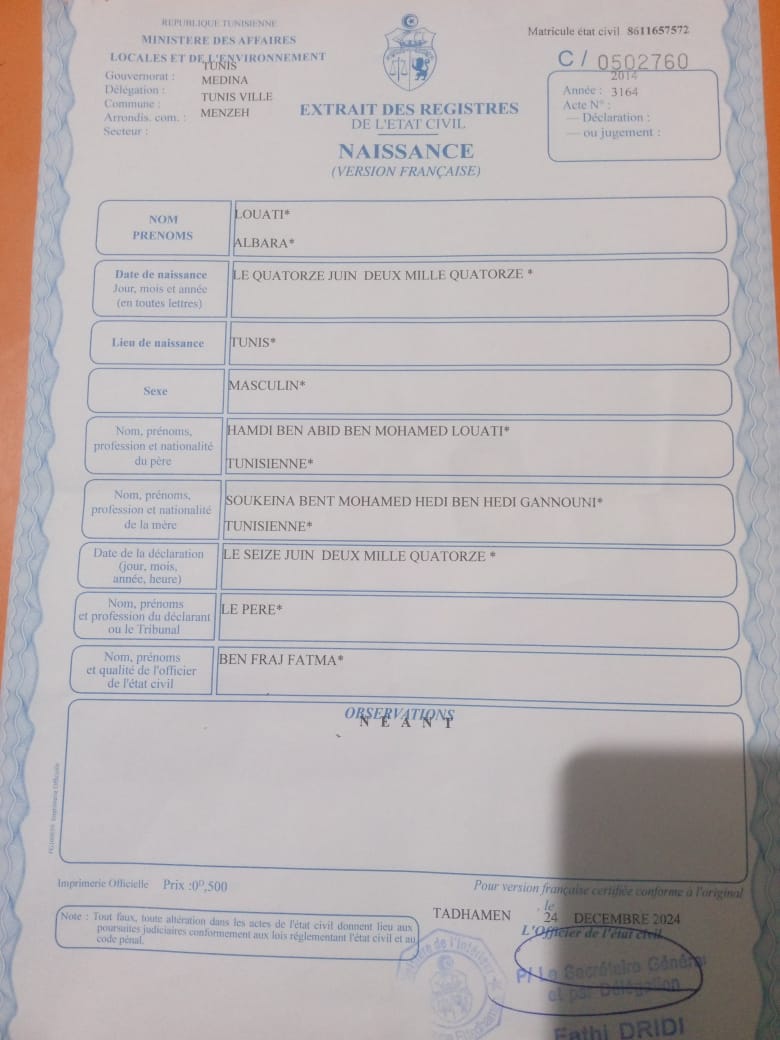 REPUBLIQUE TUNISIENNE
MINISTERE DES AFFAIRES
LOCALES ET DE L'ENVIRONNEMENT
Gouvernorat : TUNIS
Délégation : MEDINA
Commune : TUNIS VILLE
Arrondis. com. : MENZEH
Secteur :
Matricule état civil 8611657572
C / 0502760
2014
Année : 3164
Acte N° :
— Déclaration :
— ou jugement :
EXTRAIT DES REGISTRES
DE L'ETAT CIVIL
NAISSANCE
(VERSION FRANÇAISE)
NOM LOUATI*
PRENOMS ALBARA*
Date de naissance LE QUATORZE JUIN DEUX MILLE QUATORZE *
Jour, mois et année
(en toutes lettres)
Lieu de naissance TUNIS*
Sexe MASCULIN*
Nom, prénoms, HAMDI BEN ABID BEN MOHAMED LOUATI*
profession et nationalité
du père TUNISIENNE*
Nom, prénoms, SOUKEINA BENT MOHAMED HEDI BEN HEDI GANNOUNI*
profession et nationalité
de la mère TUNISIENNE*
Date de la déclaration LE SEIZE JUIN DEUX MILLE QUATORZE *
(jour, mois,
année, heure)
Nom, prénoms LE PERE*
et profession du déclarant
ou le Tribunal
Nom, prénoms BEN FRAJ FATMA*
et qualité de l'officier
de l'état civil
OBSERVATIONS
N E A N T
Imprimerie Officielle Prix :0ᴰ,500
Pour version française certifiée conforme à l'original
TADHAMEN , le 24 DECEMBRE 2024
L'Officier de l'état civil
Note : Tout faux, toute altération dans les actes de l'état civil donnent lieu aux
poursuites judiciaires conformement aux lois réglementant l'état civil et au
code pénal.
de l'Intérieur
P/ Le Secrétaire Général
et par Délégation
Fathi DRIDI